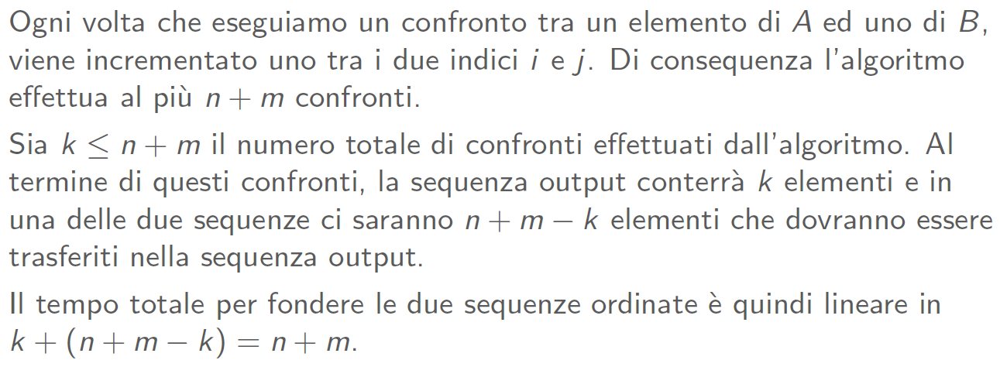 Ogni volta che eseguiamo un confronto tra un elemento di A ed uno di B,
viene incrementato uno tra i due indici i e j. Di consequenza l'algoritmo
effettua al più n + m confronti.
Sia k ≤ n + m il numero totale di confronti effettuati dall'algoritmo. Al
termine di questi confronti, la sequenza output conterrà k elementi e in
una delle due sequenze ci saranno n + m − k elementi che dovranno essere
trasferiti nella sequenza output.
Il tempo totale per fondere le due sequenze ordinate è quindi lineare in
k + (n + m − k) = n + m.